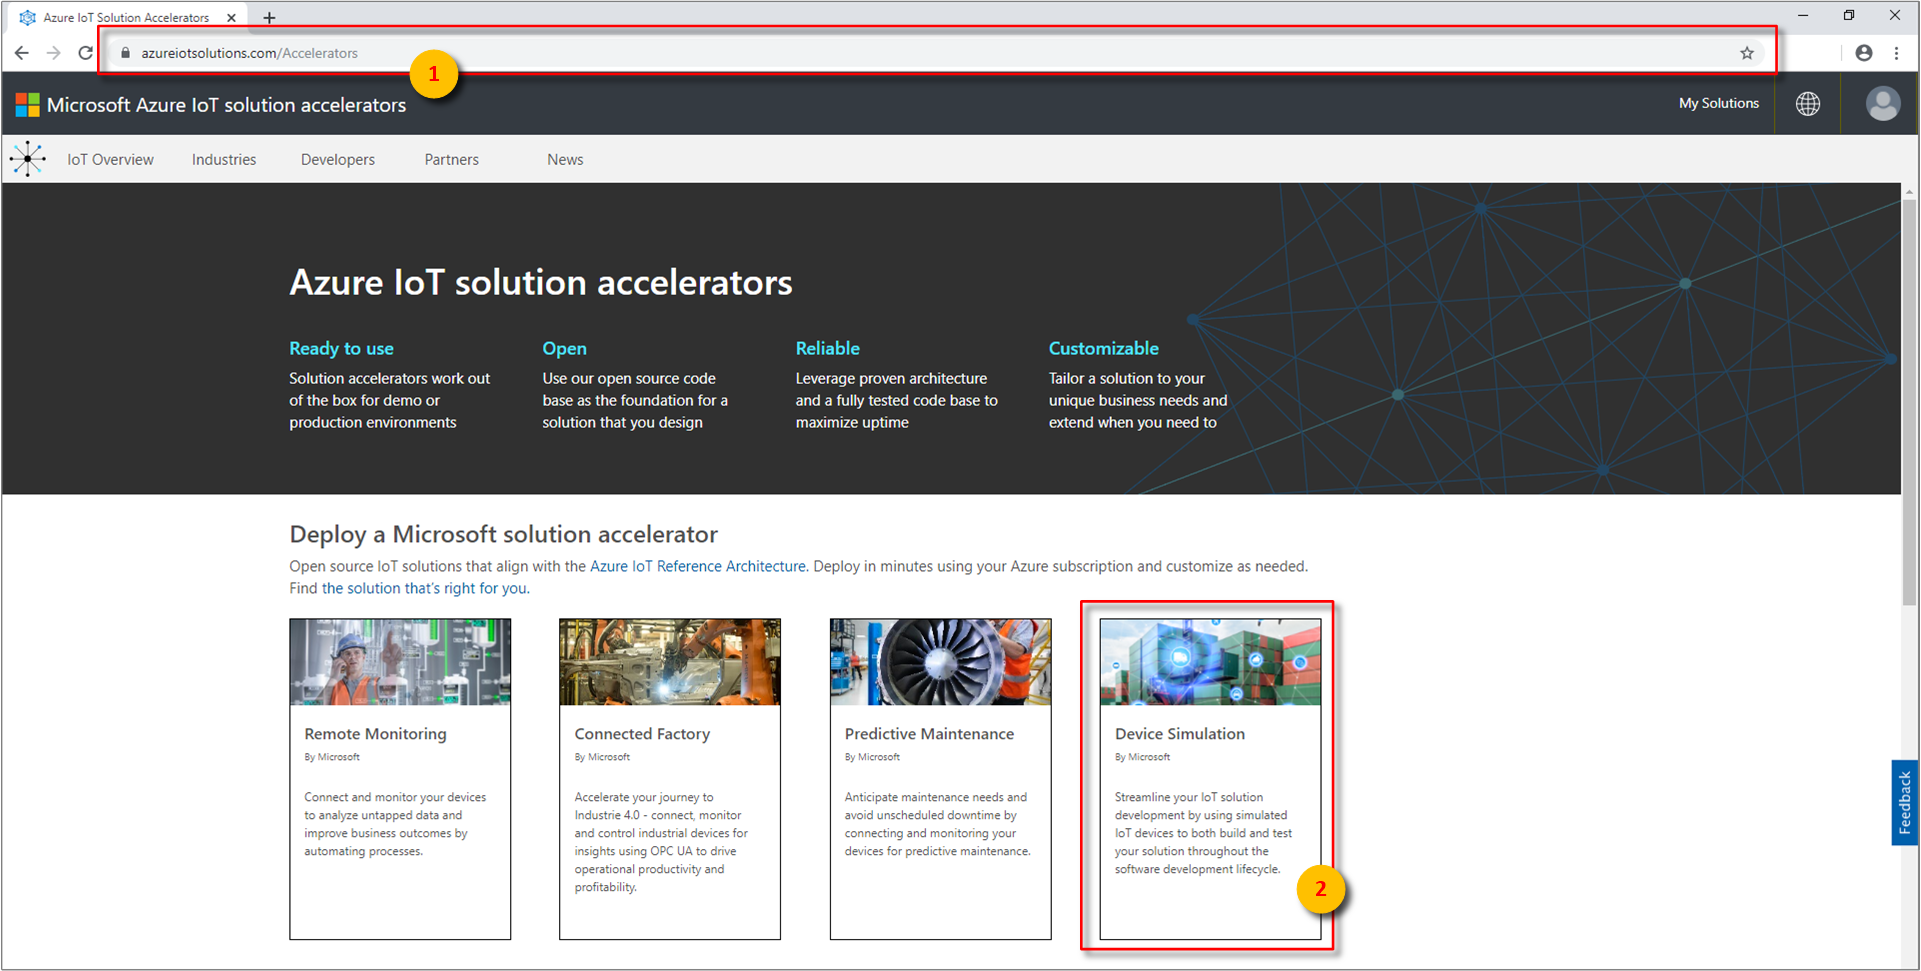 Azure IoT Solution Accelerators
azureiotsolutions.com/Accelerators
1
Microsoft Azure IoT solution accelerators
My Solutions
IoT Overview
Industries
Developers
Partners
News
Azure IoT solution accelerators
Ready to use
Solution accelerators work out
of the box for demo or
production environments
Open
Use our open source code
base as the foundation for a
solution that you design
Reliable
Leverage proven architecture
and a fully tested code base to
maximize uptime
Customizable
Tailor a solution to your
unique business needs and
extend when you need to
Deploy a Microsoft solution accelerator
Open source IoT solutions that align with the Azure IoT Reference Architecture. Deploy in minutes using your Azure subscription and customize as needed.
Find the solution that's right for you.
Remote Monitoring
By Microsoft
Connect and monitor your devices
to analyze untapped data and
improve business outcomes by
automating processes.
Connected Factory
By Microsoft
Accelerate your journey to
Industrie 4.0 - connect, monitor
and control industrial devices for
insights using OPC UA to drive
operational productivity and
profitability.
Predictive Maintenance
By Microsoft
Anticipate maintenance needs and
avoid unscheduled downtime by
connecting and monitoring your
devices for predictive maintenance.
Device Simulation
By Microsoft
Streamline your IoT solution
development by using simulated
IoT devices to both build and test
your solution throughout the
software development lifecycle.
2
Feedback